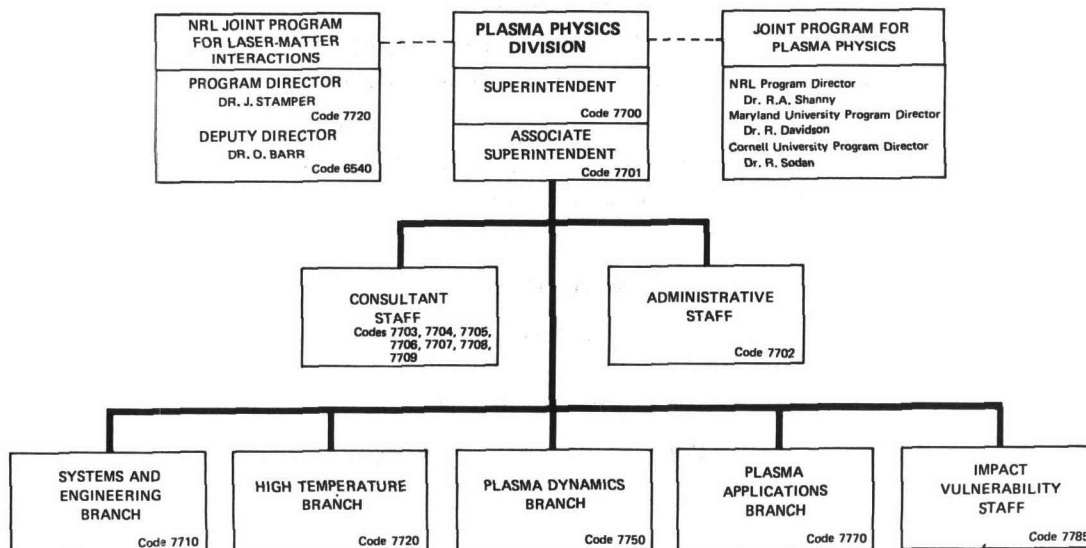 NRL JOINT PROGRAM
FOR LASER-MATTER
INTERACTIONS
PROGRAM DIRECTOR
DR. J. STAMPER
Code 7720
DEPUTY DIRECTOR
DR. O. BARR
Code 6540
PLASMA PHYSICS
DIVISION
SUPERINTENDENT
Code 7700
ASSOCIATE
SUPERINTENDENT
Code 7701
JOINT PROGRAM FOR
PLASMA PHYSICS
NRL Program Director
Dr. R.A. Shanny
Maryland University Program Director
Dr. R. Davidson
Cornell University Program Director
Dr. R. Sodan
CONSULTANT
STAFF
Codes 7703, 7704, 7705,
7706, 7707, 7708,
7709
ADMINISTRATIVE
STAFF
Code 7702
SYSTEMS AND
ENGINEERING
BRANCH
Code 7710
HIGH TEMPERATURE
BRANCH
Code 7720
PLASMA DYNAMICS
BRANCH
Code 7750
PLASMA
APPLICATIONS
BRANCH
Code 7770
IMPACT
VULNERABILITY
STAFF
Code 7785